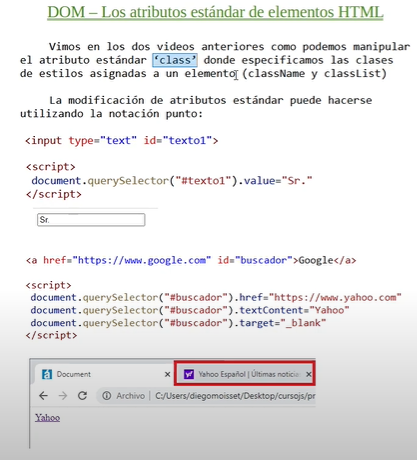 DOM – Los atributos estándar de elementos HTML
Vimos en los dos videos anteriores como podemos manipular
el atributo estándar ‘class’ donde especificamos las clases
de estilos asignadas a un elemento (className y classList)
La modificación de atributos estándar puede hacerse
utilizando la notación punto:
<input type="text" id="texto1">
<script>
document.querySelector("#texto1").value="Sr."
</script>
Sr.
<a href="https://www.google.com" id="buscador">Google</a>
<script>
document.querySelector("#buscador").href="https://www.yahoo.com"
document.querySelector("#buscador").textContent="Yahoo"
document.querySelector("#buscador").target="_blank"
</script>
Document
Yahoo Español | Últimas noticia
Archivo | C:/Users/diegomoisset/Desktop/cursojs/pr
Yahoo